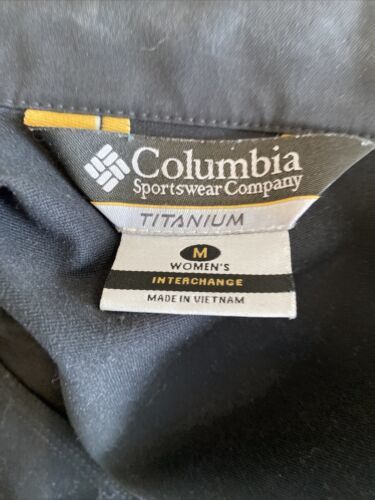 Columbia
Sportswear Company
TITANIUM
M
WOMEN'S
INTERCHANGE
MADE IN VIETNAM